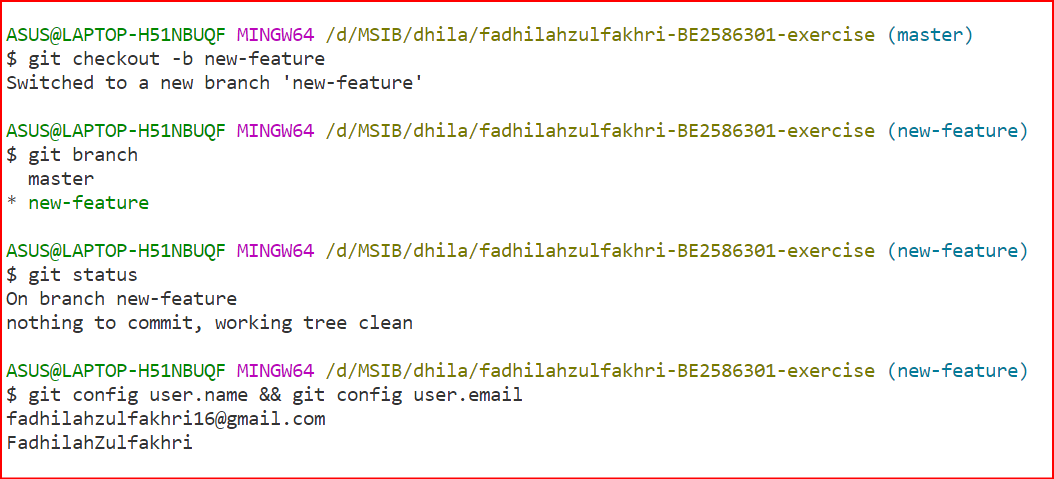 ASUS@LAPTOP-H51NBUQF MINGW64 /d/MSIB/dhila/fadhilahzulfakhri-BE2586301-exercise (master)
$ git checkout -b new-feature
Switched to a new branch 'new-feature'
ASUS@LAPTOP-H51NBUQF MINGW64 /d/MSIB/dhila/fadhilahzulfakhri-BE2586301-exercise (new-feature)
$ git branch
  master
* new-feature
ASUS@LAPTOP-H51NBUQF MINGW64 /d/MSIB/dhila/fadhilahzulfakhri-BE2586301-exercise (new-feature)
$ git status
On branch new-feature
nothing to commit, working tree clean
ASUS@LAPTOP-H51NBUQF MINGW64 /d/MSIB/dhila/fadhilahzulfakhri-BE2586301-exercise (new-feature)
$ git config user.name && git config user.email
fadhilahzulfakhri16@gmail.com
FadhilahZulfakhri